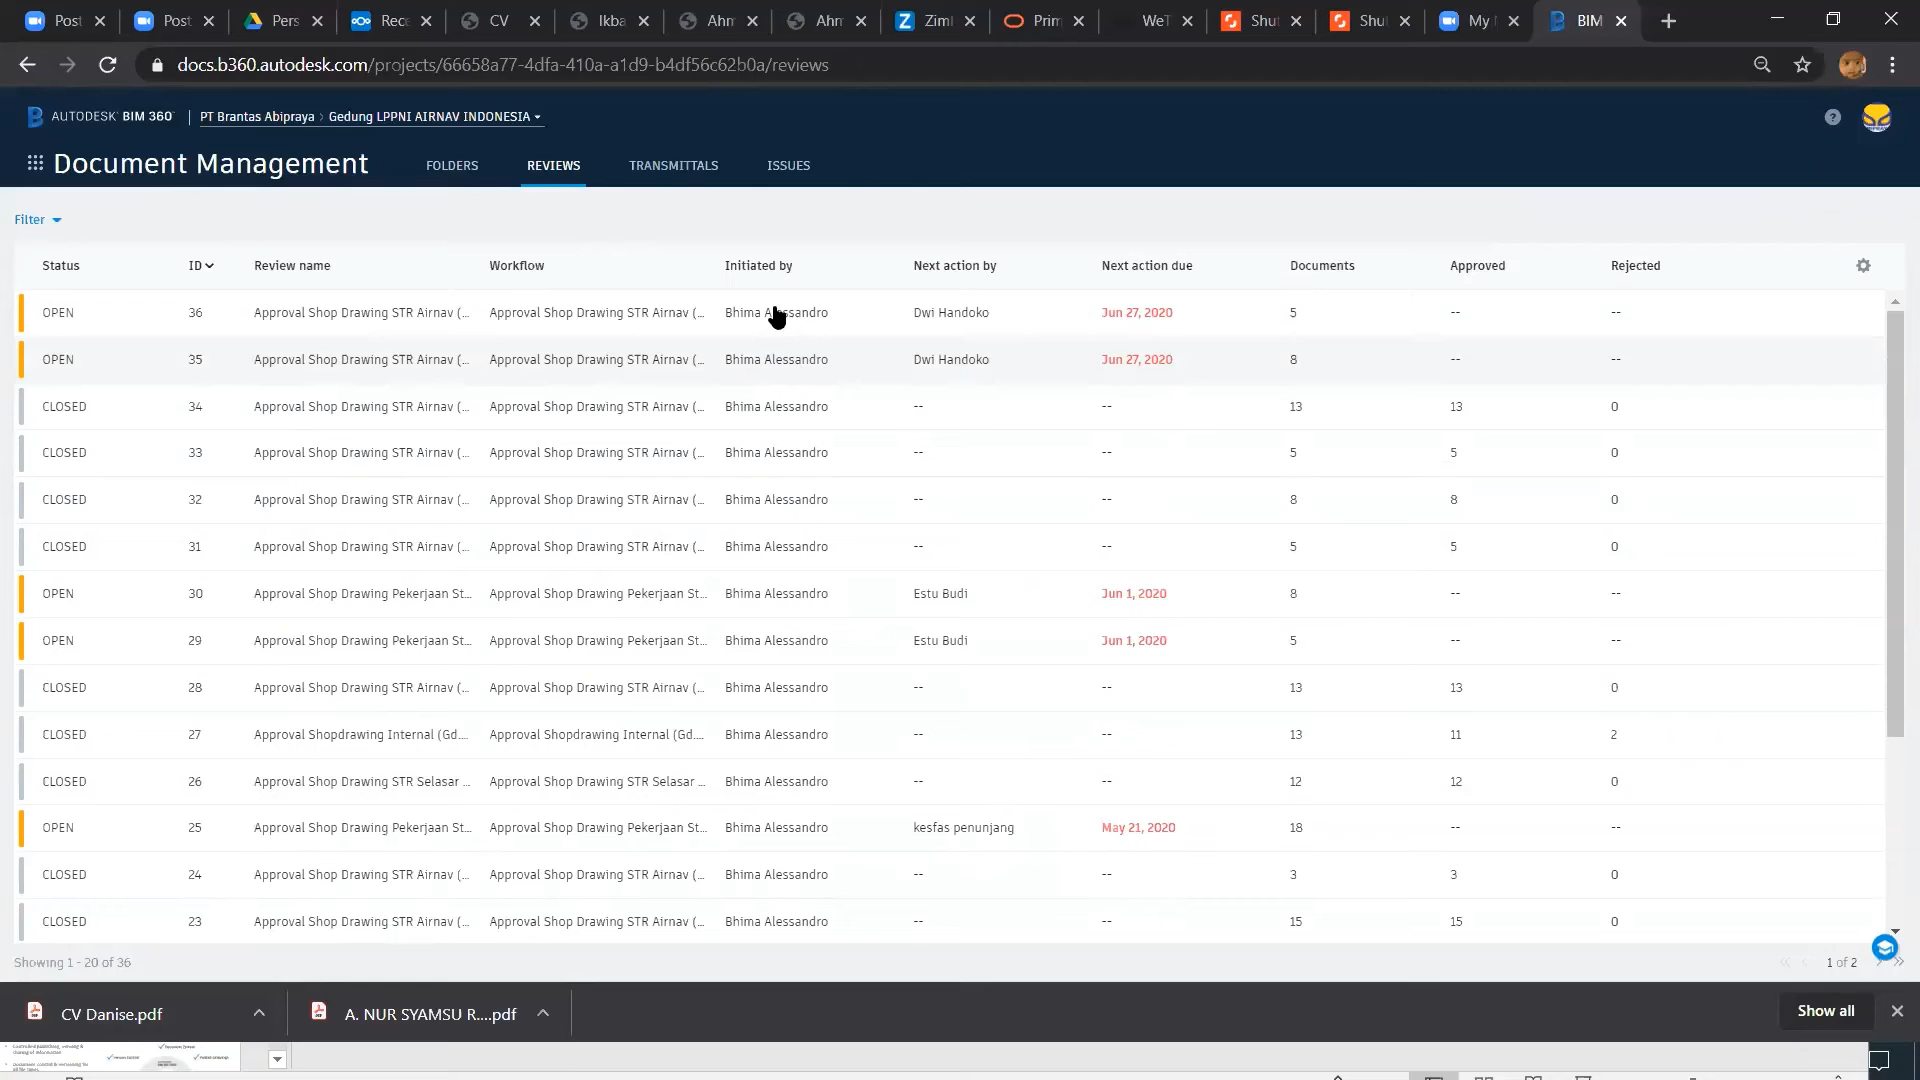 Post Post Pers Rece CV Ikba Ahm Ahm Zimb Prim WeT Shut Shut My BIM
docs.b360.autodesk.com/projects/66658a77-4dfa-410a-a1d9-b4df56c62b0a/reviews
AUTODESK BIM 360 PT Brantas Abipraya > Gedung LPPNI AIRNAV INDONESIA
Document Management FOLDERS REVIEWS TRANSMITTALS ISSUES
Filter
Status ID Review name Workflow Initiated by Next action by Next action due Documents Approved Rejected
OPEN 36 Approval Shop Drawing STR Airnav (... Approval Shop Drawing STR Airnav (... Bhima Alessandro Dwi Handoko Jun 27, 2020 5 -- --
OPEN 35 Approval Shop Drawing STR Airnav (... Approval Shop Drawing STR Airnav (... Bhima Alessandro Dwi Handoko Jun 27, 2020 8 -- --
CLOSED 34 Approval Shop Drawing STR Airnav (... Approval Shop Drawing STR Airnav (... Bhima Alessandro -- -- 13 13 0
CLOSED 33 Approval Shop Drawing STR Airnav (... Approval Shop Drawing STR Airnav (... Bhima Alessandro -- -- 5 5 0
CLOSED 32 Approval Shop Drawing STR Airnav (... Approval Shop Drawing STR Airnav (... Bhima Alessandro -- -- 8 8 0
CLOSED 31 Approval Shop Drawing STR Airnav (... Approval Shop Drawing STR Airnav (... Bhima Alessandro -- -- 5 5 0
OPEN 30 Approval Shop Drawing Pekerjaan St... Approval Shop Drawing Pekerjaan St... Bhima Alessandro Estu Budi Jun 1, 2020 8 -- --
OPEN 29 Approval Shop Drawing Pekerjaan St... Approval Shop Drawing Pekerjaan St... Bhima Alessandro Estu Budi Jun 1, 2020 5 -- --
CLOSED 28 Approval Shop Drawing STR Airnav (... Approval Shop Drawing STR Airnav (... Bhima Alessandro -- -- 13 13 0
CLOSED 27 Approval Shopdrawing Internal (Gd.... Approval Shopdrawing Internal (Gd.... Bhima Alessandro -- -- 13 11 2
CLOSED 26 Approval Shop Drawing STR Selasar ... Approval Shop Drawing STR Selasar ... Bhima Alessandro -- -- 12 12 0
OPEN 25 Approval Shop Drawing Pekerjaan St... Approval Shop Drawing Pekerjaan St... Bhima Alessandro kesfas penunjang May 21, 2020 18 -- --
CLOSED 24 Approval Shop Drawing STR Airnav (... Approval Shop Drawing STR Airnav (... Bhima Alessandro -- -- 3 3 0
CLOSED 23 Approval Shop Drawing STR Airnav (... Approval Shop Drawing STR Airnav (... Bhima Alessandro -- -- 15 15 0
Showing 1 - 20 of 36 1 of 2
CV Danise.pdf A. NUR SYAMSU R....pdf Show all